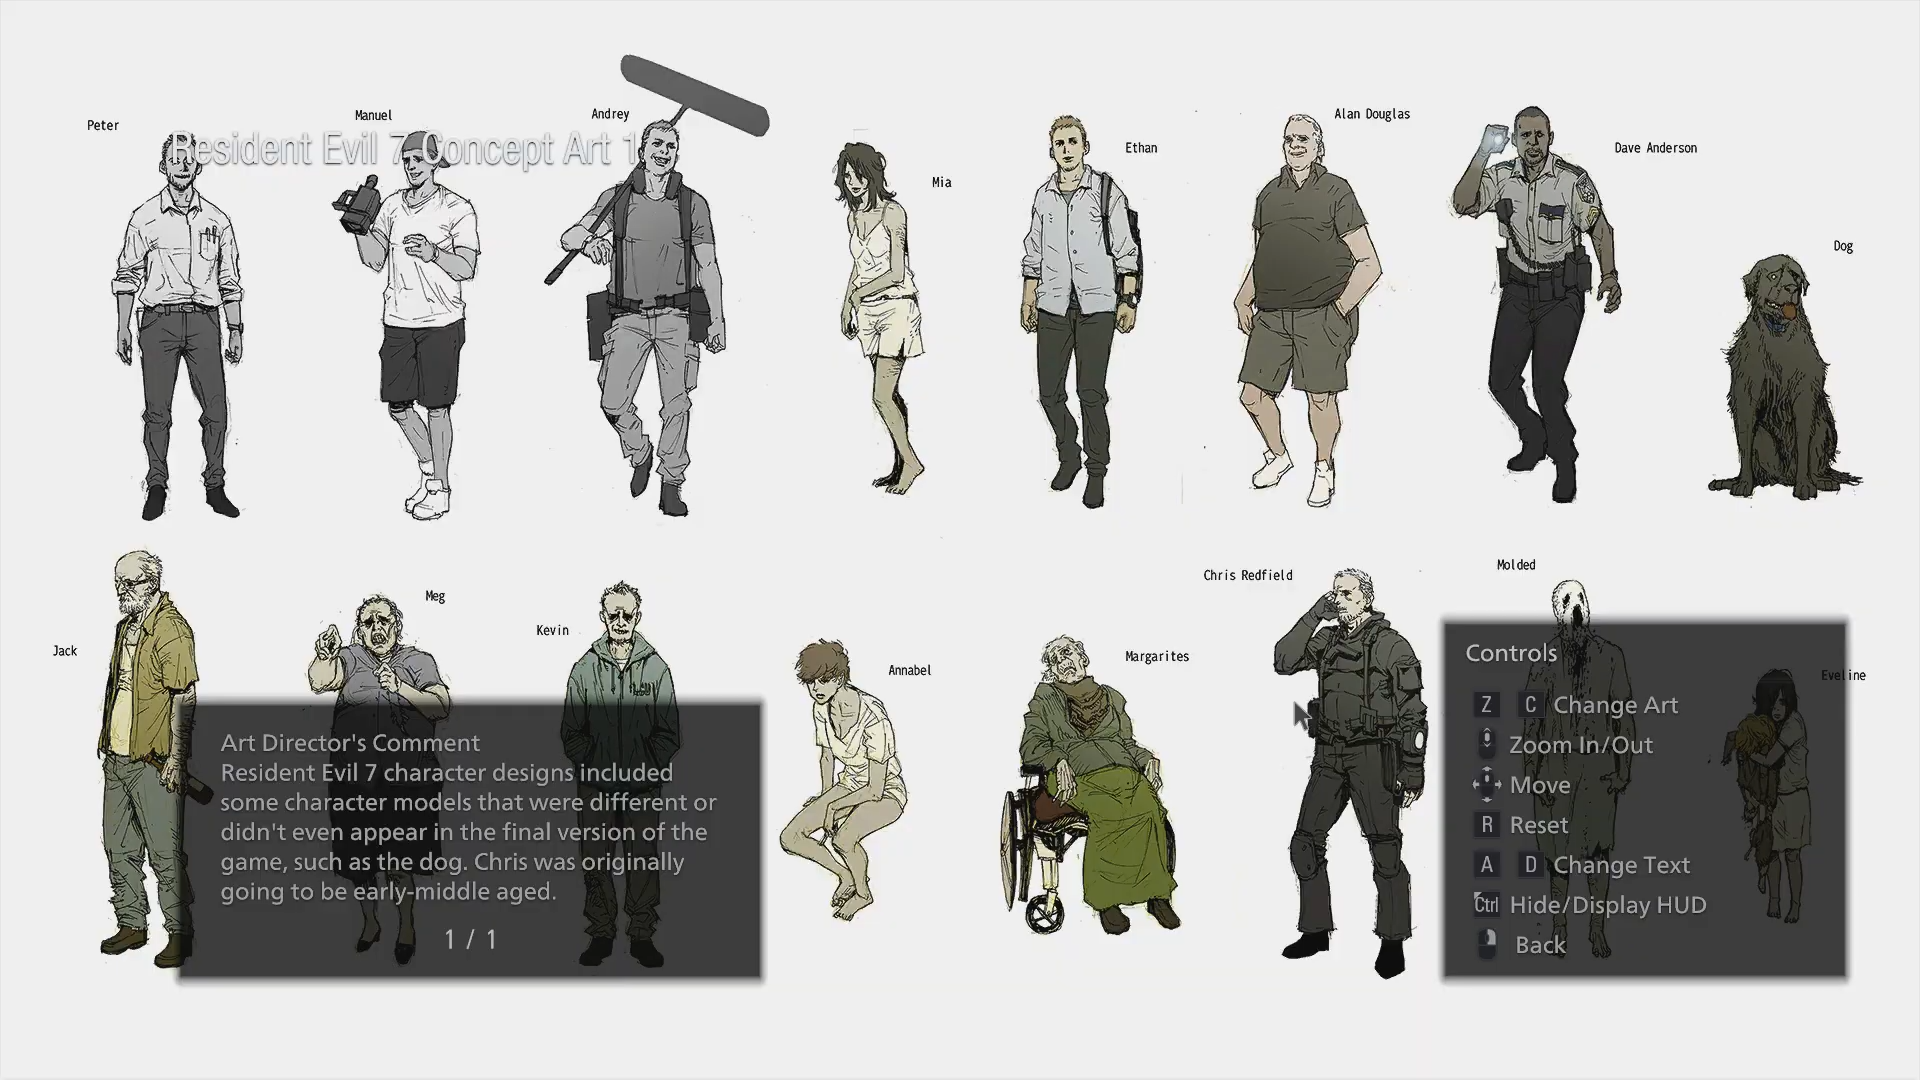 Peter
Manuel
Andrey
Mia
Ethan
Alan Douglas
Dave Anderson
Dog
Resident Evil 7 Concept Art 1
Jack
Meg
Kevin
Annabel
Margarites
Chris Redfield
Molded
Eveline
Art Director's Comment
Resident Evil 7 character designs included
some character models that were different or
didn't even appear in the final version of the
game, such as the dog. Chris was originally
going to be early-middle aged.
1 / 1
Controls
Z C Change Art
Zoom In/Out
Move
R Reset
A D Change Text
Ctrl Hide/Display HUD
Back